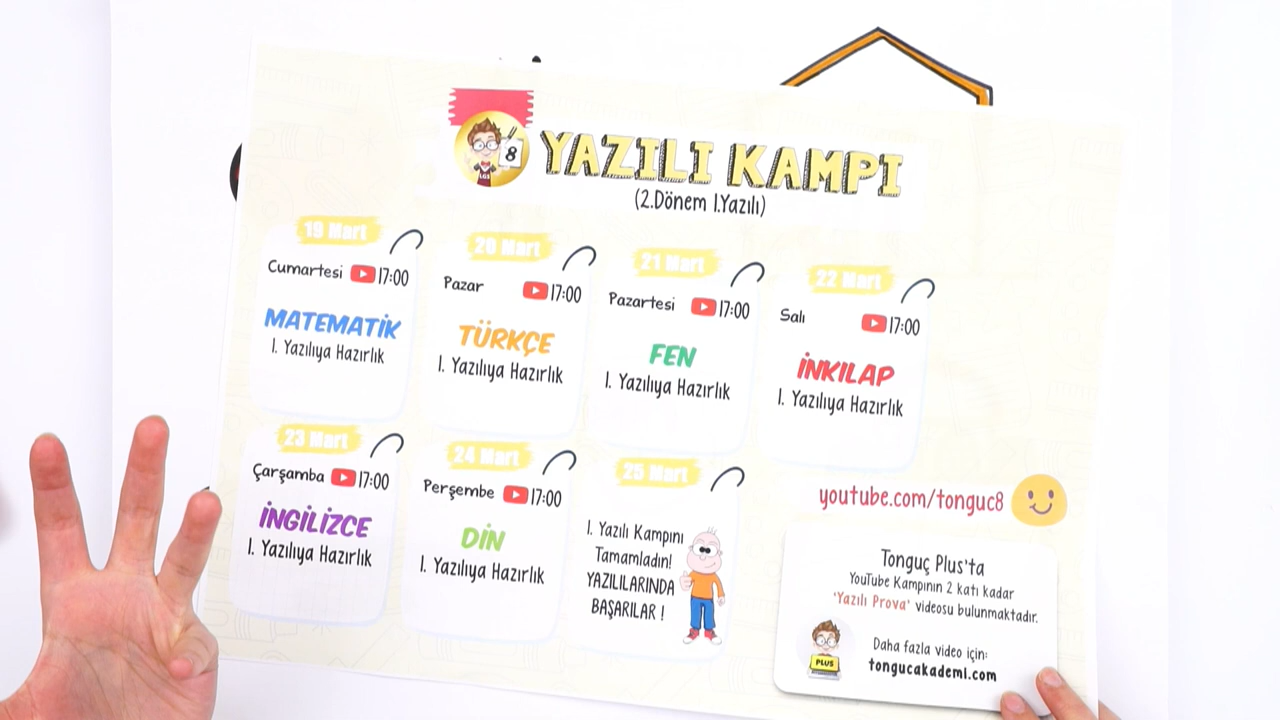 8
LGS
YAZILI KAMPI
(2.Dönem 1.Yazılı)
19 Mart
Cumartesi 17:00
MATEMATİK
1. Yazılıya Hazırlık
20 Mart
Pazar 17:00
TÜRKÇE
1. Yazılıya Hazırlık
21 Mart
Pazartesi 17:00
FEN
1. Yazılıya Hazırlık
22 Mart
Salı 17:00
İNKILAP
1. Yazılıya Hazırlık
23 Mart
Çarşamba 17:00
İNGİLİZCE
1. Yazılıya Hazırlık
24 Mart
Perşembe 17:00
DİN
1. Yazılıya Hazırlık
25 Mart
1. Yazılı Kampını
Tamamladın!
YAZILILARINDA
BAŞARILAR !
youtube.com/tonguc8
Tonguç Plus'ta
YouTube Kampının 2 katı kadar
'Yazılı Prova' videosu bulunmaktadır.
PLUS
Daha fazla video için:
tongucakademi.com